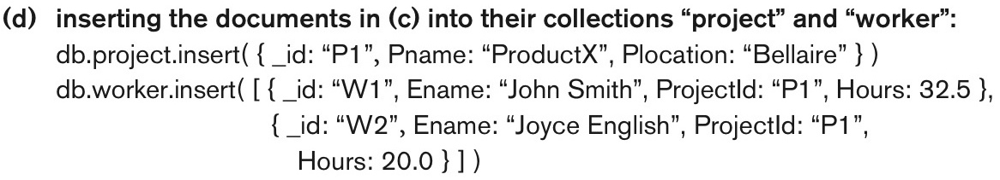 (d) inserting the documents in (c) into their collections “project” and “worker”:
db.project.insert( { _id: “P1”, Pname: “ProductX”, Plocation: “Bellaire” } )
db.worker.insert( [ { _id: “W1”, Ename: “John Smith”, ProjectId: “P1”, Hours: 32.5 },
{ _id: “W2”, Ename: “Joyce English”, ProjectId: “P1”,
Hours: 20.0 } ] )